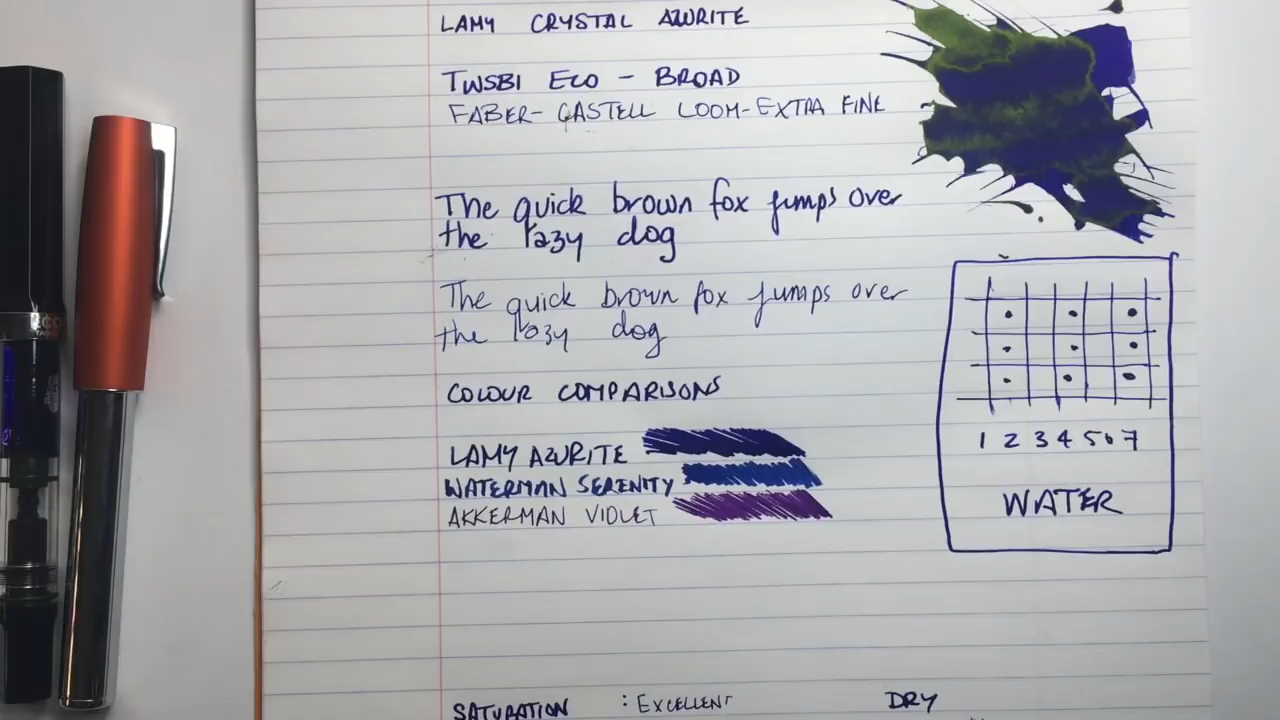 LAMY CRYSTAL AZURITE
TWSBI ECO - BROAD
FABER-CASTELL LOOM-EXTRA FINE
The quick brown fox jumps over
the lazy dog
The quick brown fox jumps over
the lazy dog
COLOUR COMPARISONS
LAMY AZURITE
WATERMAN SERENITY
AKKERMAN VIOLET
1 2 3 4 5 6 7
WATER
SATURATION : EXCELLENT
DRY
ECO